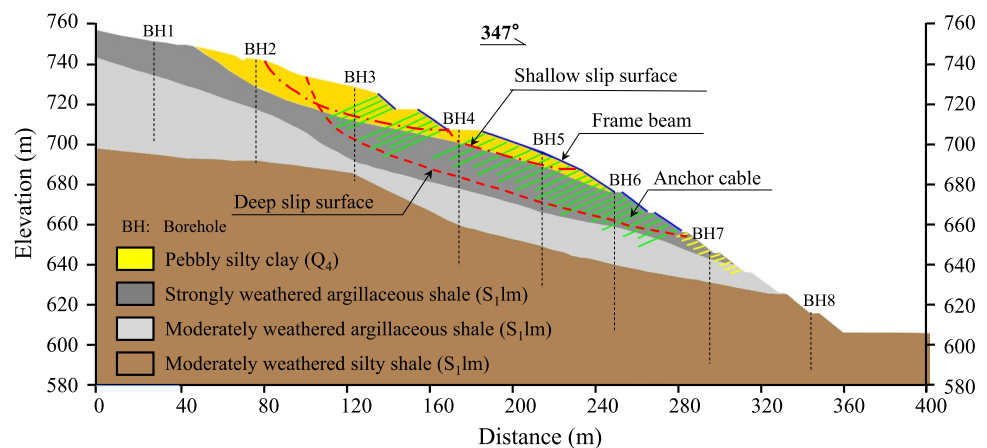 347°
760
740
720
700
680
660
640
620
600
580
Elevation (m)
BH1
BH2
BH3
BH4
BH5
BH6
BH7
BH8
Shallow slip surface
Frame beam
Anchor cable
Deep slip surface
BH: Borehole
Pebbly silty clay (Q₄)
Strongly weathered argillaceous shale (S₁lm)
Moderately weathered argillaceous shale (S₁lm)
Moderately weathered silty shale (S₁lm)
760
740
720
700
680
660
640
620
600
580
0 40 80 120 160 200 240 280 320 360 400
Distance (m)